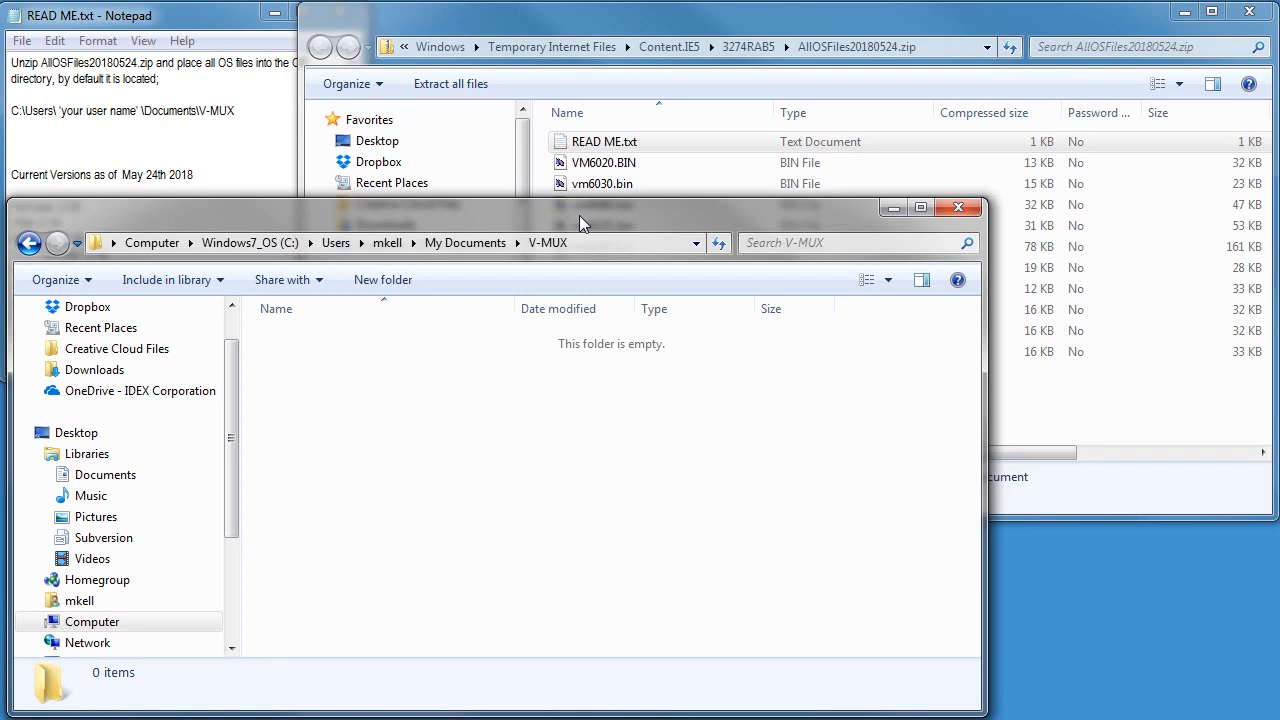 READ ME.txt - Notepad
File Edit Format View Help
Unzip AllOSFiles20180524.zip and place all OS files into the
directory, by default it is located;
C:\Users\ 'your user name' \Documents\V-MUX
Current Versions as of May 24th 2018
« Windows Temporary Internet Files Content.IE5 3274RAB5 AllOSFiles20180524.zip
Search AllOSFiles20180524.zip
Organize Extract all files
Favorites
Desktop
Dropbox
Recent Places
Name Type Compressed size Password ... Size
READ ME.txt Text Document 1 KB No 1 KB
VM6020.BIN BIN File 13 KB No 32 KB
vm6030.bin BIN File 15 KB No 23 KB
32 KB No 47 KB
31 KB No 53 KB
78 KB No 161 KB
19 KB No 28 KB
12 KB No 33 KB
16 KB No 32 KB
16 KB No 32 KB
16 KB No 33 KB
Computer Windows7_OS (C:) Users mkell My Documents V-MUX
Search V-MUX
Organize Include in library Share with New folder
Dropbox
Recent Places
Creative Cloud Files
Downloads
OneDrive - IDEX Corporation
Desktop
Libraries
Documents
Music
Pictures
Subversion
Videos
Homegroup
mkell
Computer
Network
Name Date modified Type Size
This folder is empty.
0 items